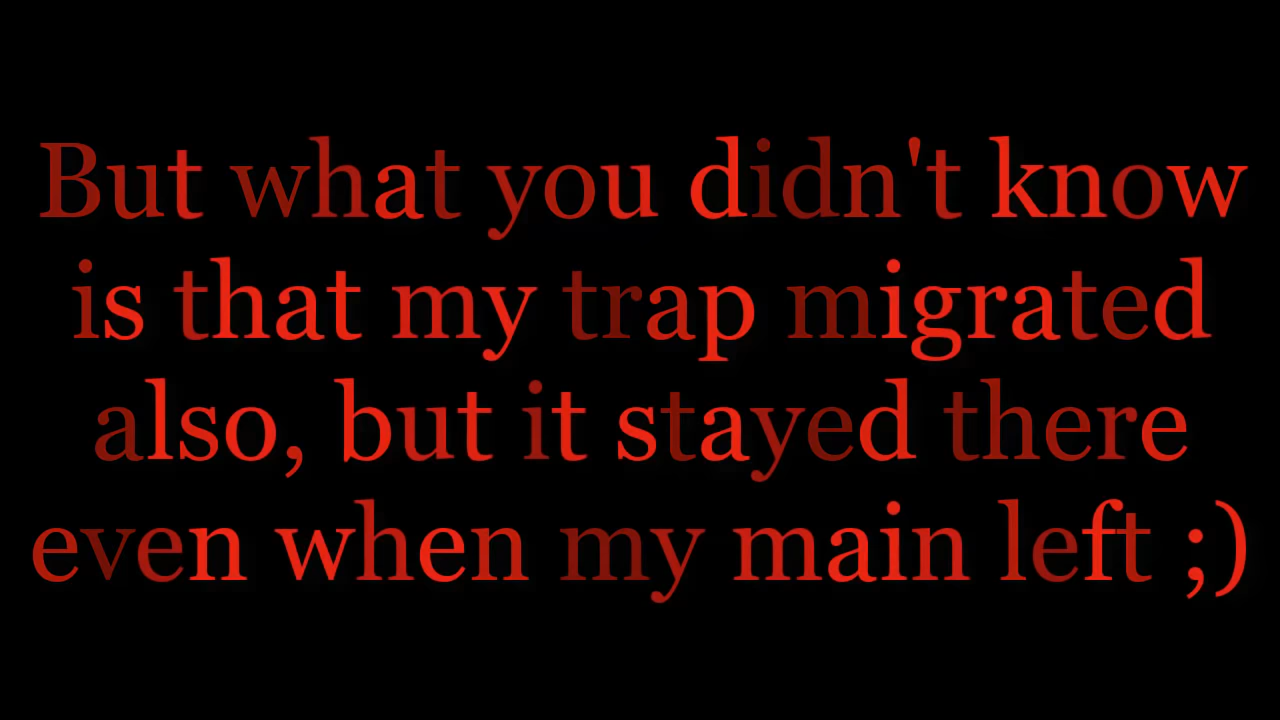 But what you didn't know
is that my trap migrated
also, but it stayed there
even when my main left ;)